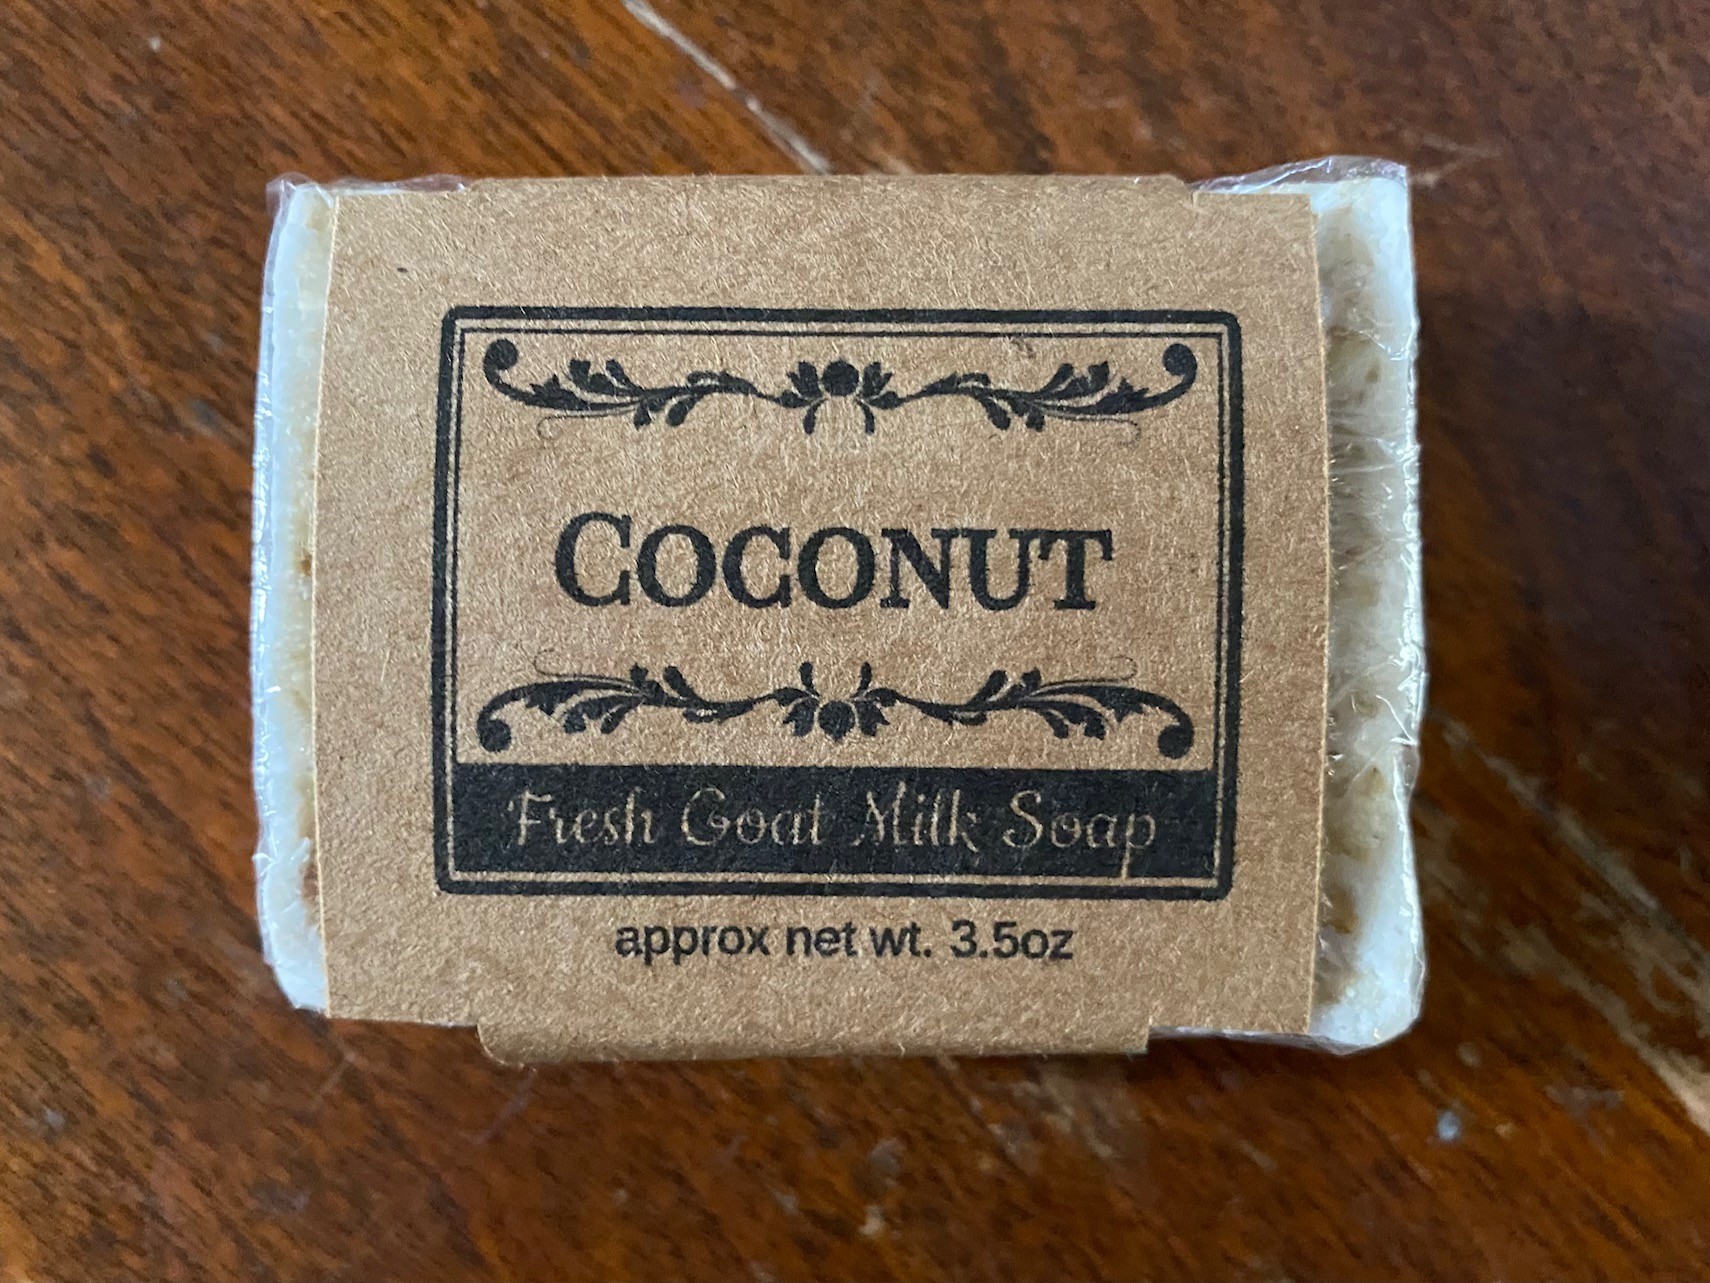 COCONUT
Fresh Goat Milk Soap
approx net wt. 3.5oz